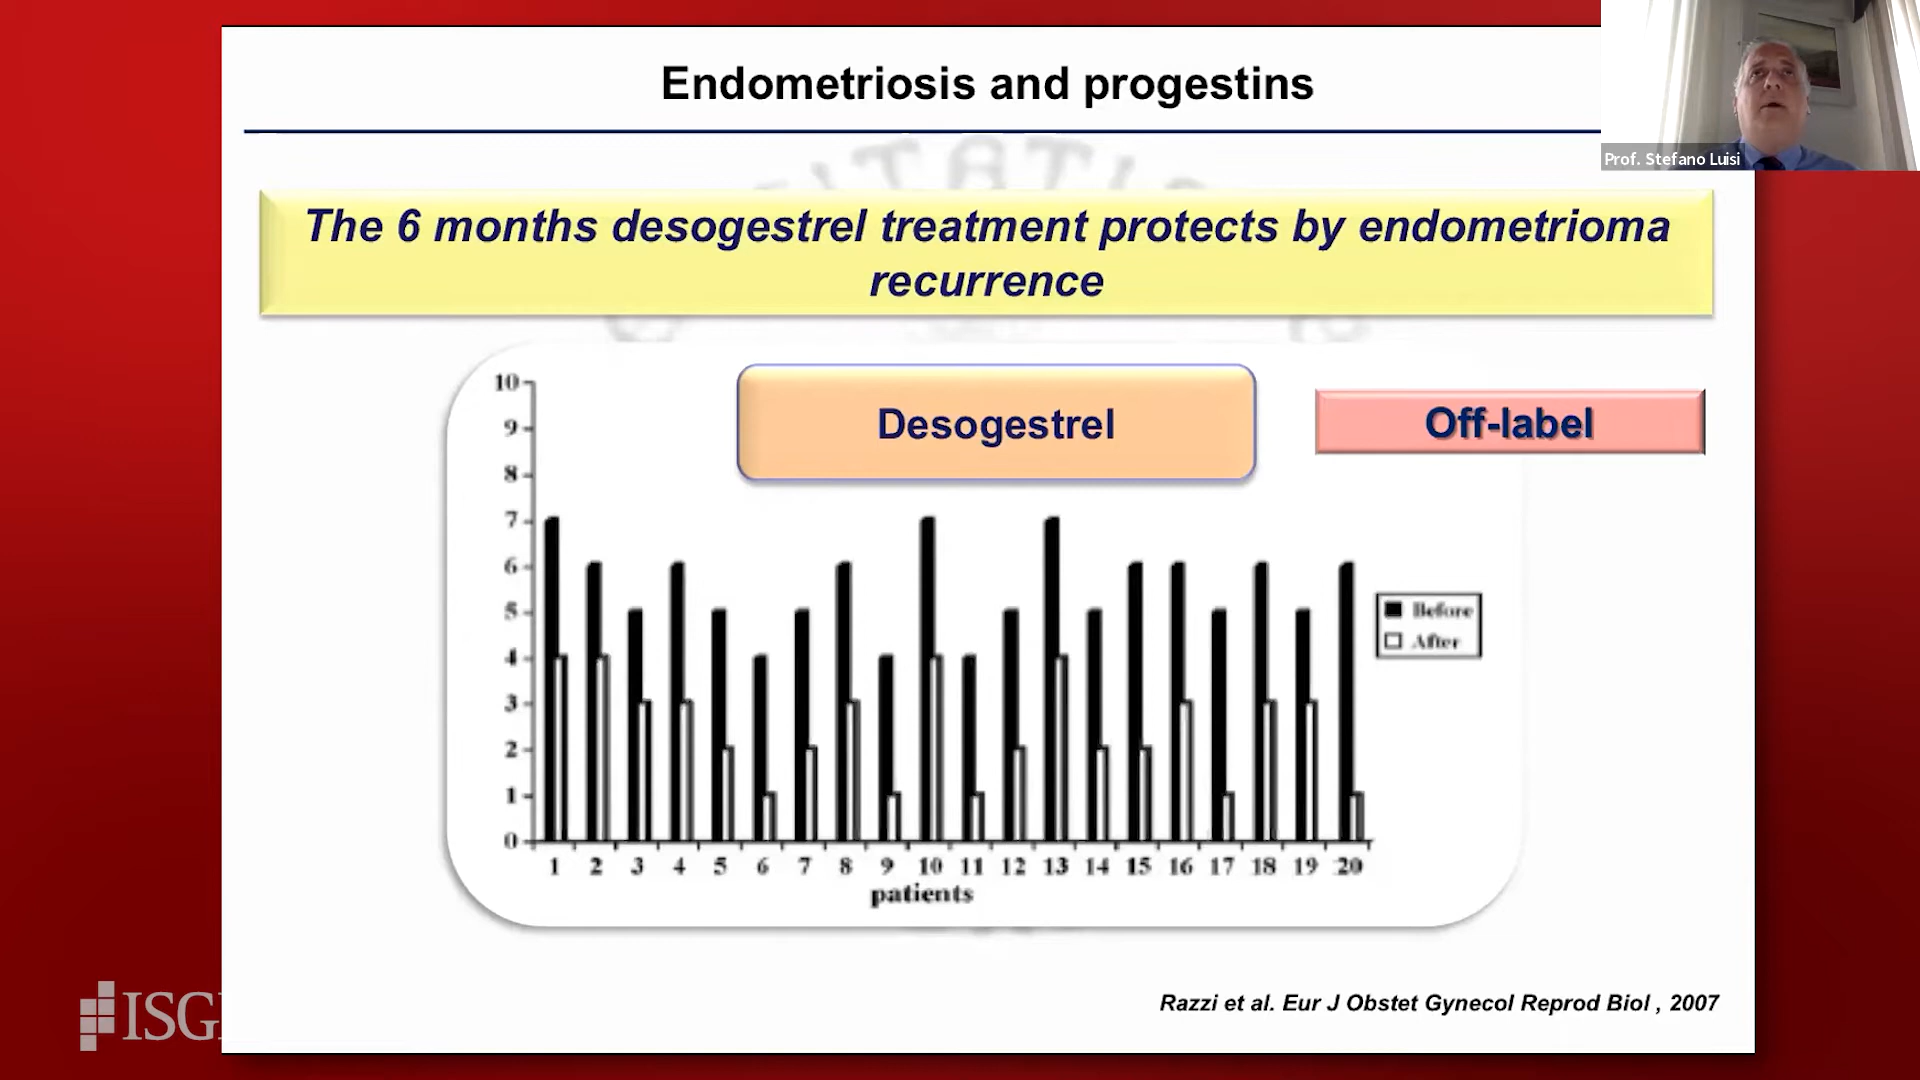 Endometriosis and progestins
Prof. Stefano Luisi
The 6 months desogestrel treatment protects by endometrioma
recurrence
Desogestrel
Off-label
10
9
8
7
6
5
4
3
2
1
0
1 2 3 4 5 6 7 8 9 10 11 12 13 14 15 16 17 18 19 20
patients
Before
After
Razzi et al. Eur J Obstet Gynecol Reprod Biol , 2007
ISG